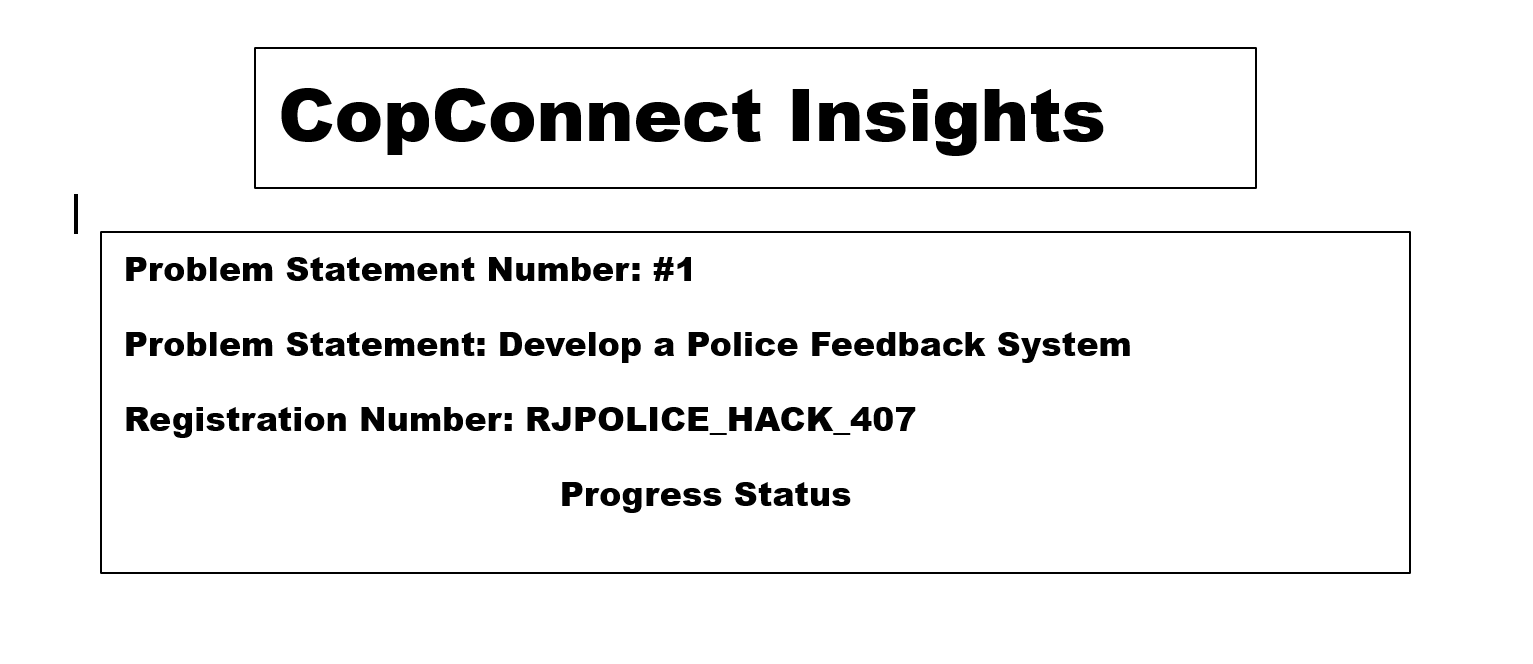 CopConnect Insights
Problem Statement Number: #1
Problem Statement: Develop a Police Feedback System
Registration Number: RJPOLICE_HACK_407
Progress Status